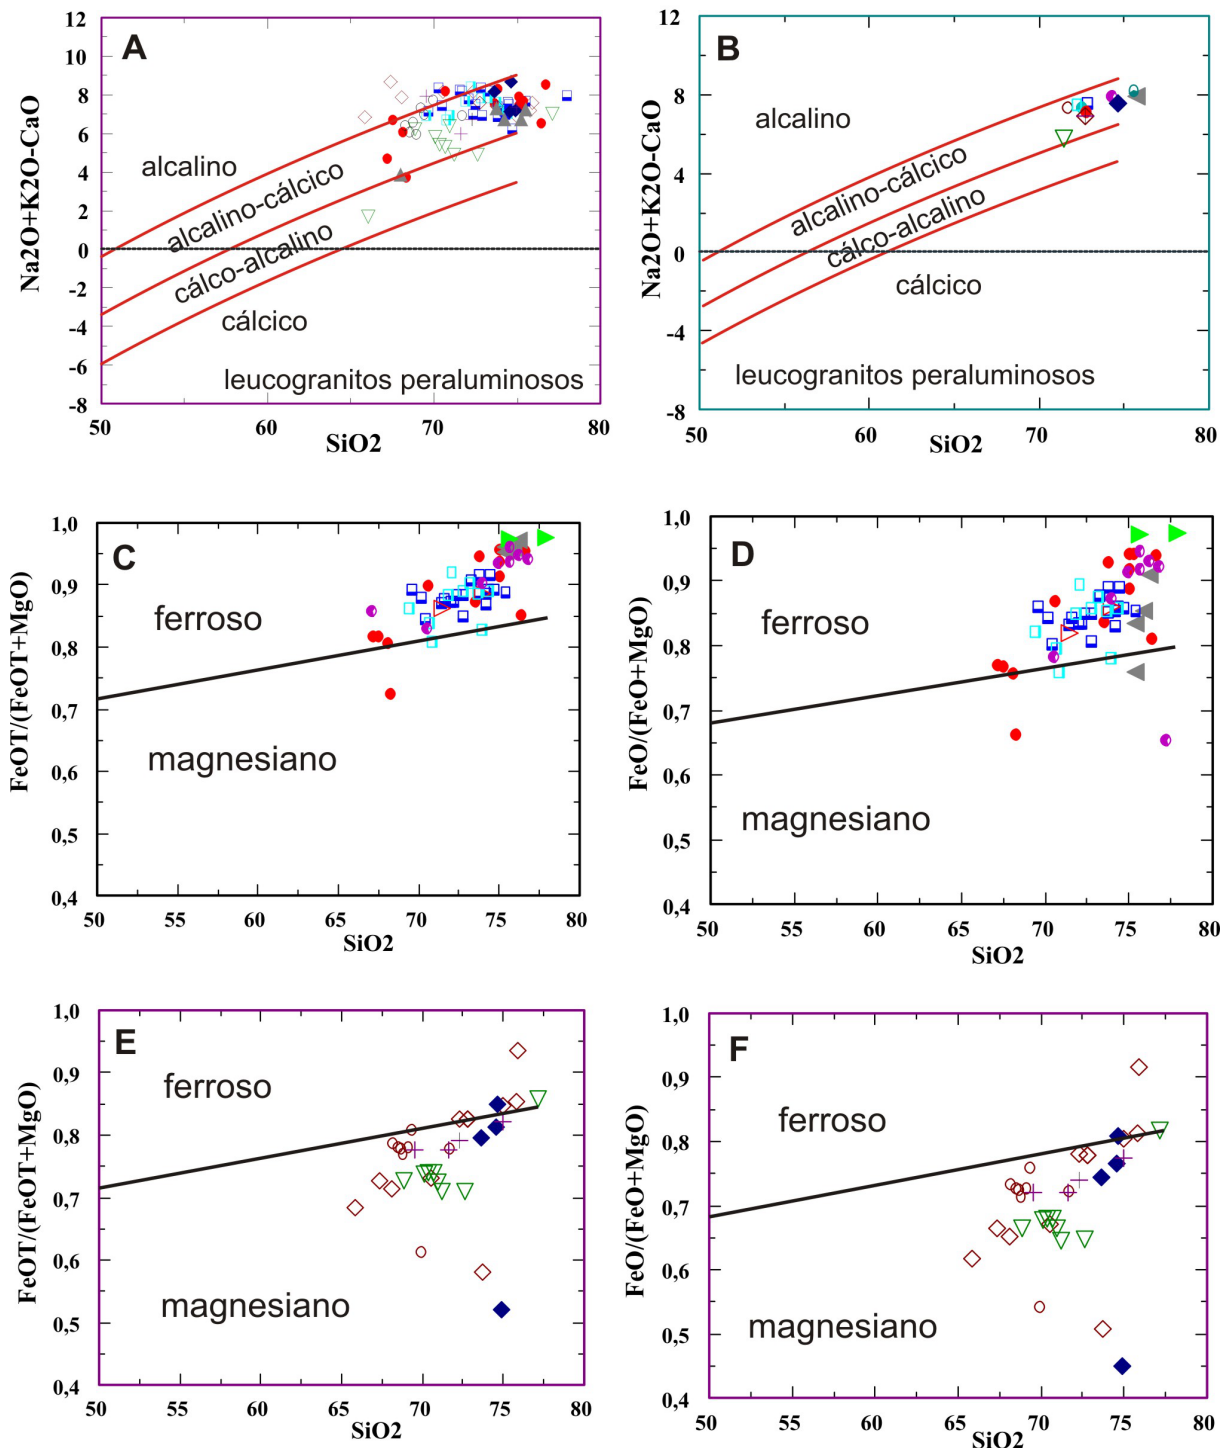 A
Na2O+K2O-CaO
12
10
8
6
4
2
0
-2
-4
-6
-8
alcalino
alcalino-cálcico
cálco-alcalino
cálcico
leucogranitos peraluminosos
50
60
70
80
SiO2
B
Na2O+K2O-CaO
12
8
4
0
-4
-8
alcalino
alcalino-cálcico
cálco-alcalino
cálcico
leucogranitos peraluminosos
50
60
70
80
SiO2
C
FeOT/(FeOT+MgO)
1,0
0,9
0,8
0,7
0,6
0,5
0,4
ferroso
magnesiano
50
55
60
65
70
75
80
SiO2
D
FeO/(FeO+MgO)
1,0
0,9
0,8
0,7
0,6
0,5
0,4
ferroso
magnesiano
50
55
60
65
70
75
80
SiO2
E
FeOT/(FeOT+MgO)
1,0
0,9
0,8
0,7
0,6
0,5
0,4
ferroso
magnesiano
50
55
60
65
70
75
80
SiO2
F
FeO/(FeO+MgO)
1,0
0,9
0,8
0,7
0,6
0,5
0,4
ferroso
magnesiano
50
55
60
65
70
75
80
SiO2